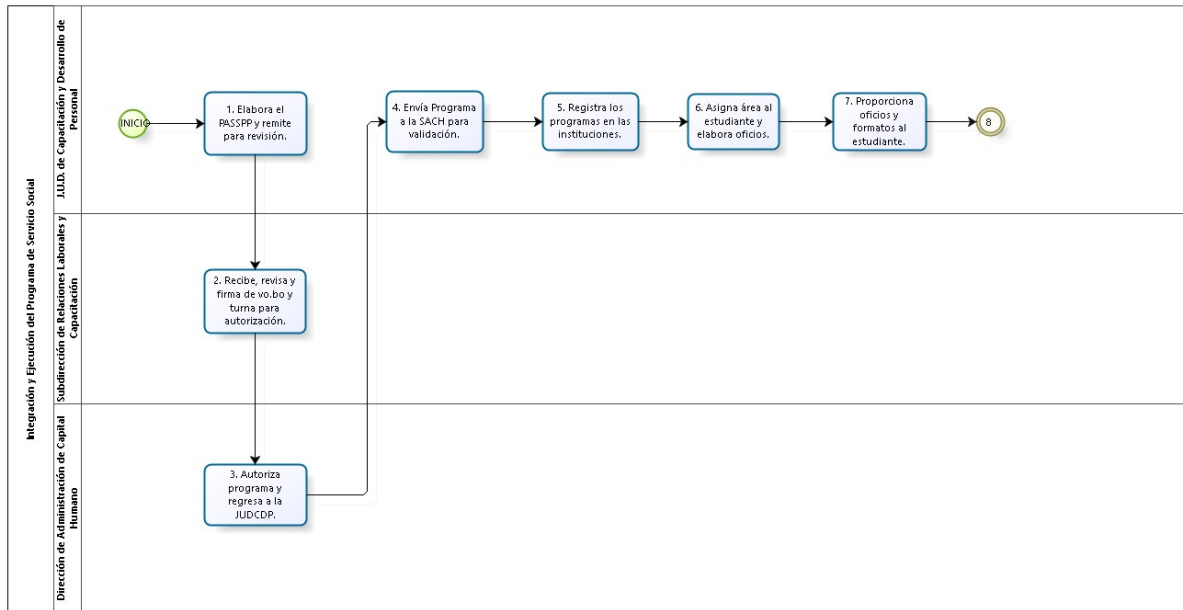 Integración y Ejecución del Programa de Servicio Social
J.U.D. de Capacitación y Desarrollo de
Personal
INICIO
1. Elabora el
PASSPP y remite
para revisión.
4. Envía Programa
a la SACH para
validación.
5. Registra los
programas en las
instituciones.
6. Asigna área al
estudiante y
elabora oficios.
7. Proporciona
oficios y
formatos al
estudiante.
8
Subdirección de Relaciones Laborales y
Capacitación
2. Recibe, revisa y
firma de vo.bo y
turna para
autorización.
Dirección de Administración de Capital
Humano
3. Autoriza
programa y
regresa a la
JUDCDP.